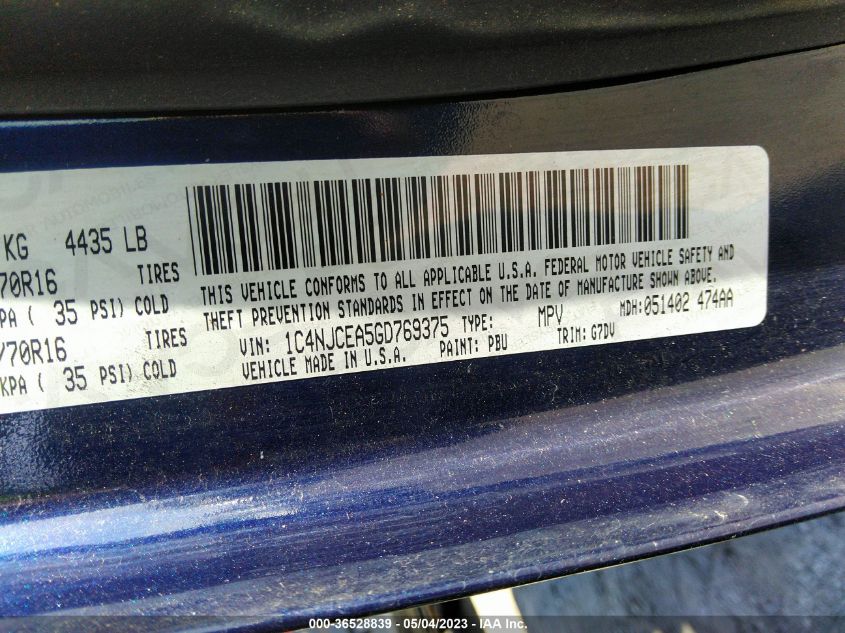 KG 4435 LB
70R16 TIRES
KPA ( 35 PSI) COLD
/70R16 TIRES
KPA ( 35 PSI) COLD
THIS VEHICLE CONFORMS TO ALL APPLICABLE U.S.A. FEDERAL MOTOR VEHICLE SAFETY AND
THEFT PREVENTION STANDARDS IN EFFECT ON THE DATE OF MANUFACTURE SHOWN ABOVE.
VIN: 1C4NJCEA5GD769375 TYPE: MPV MDH:051402 474AA
VEHICLE MADE IN U.S.A. PAINT: PBU TRIM: G7DV
000-36528839 - 05/04/2023 - IAA Inc.